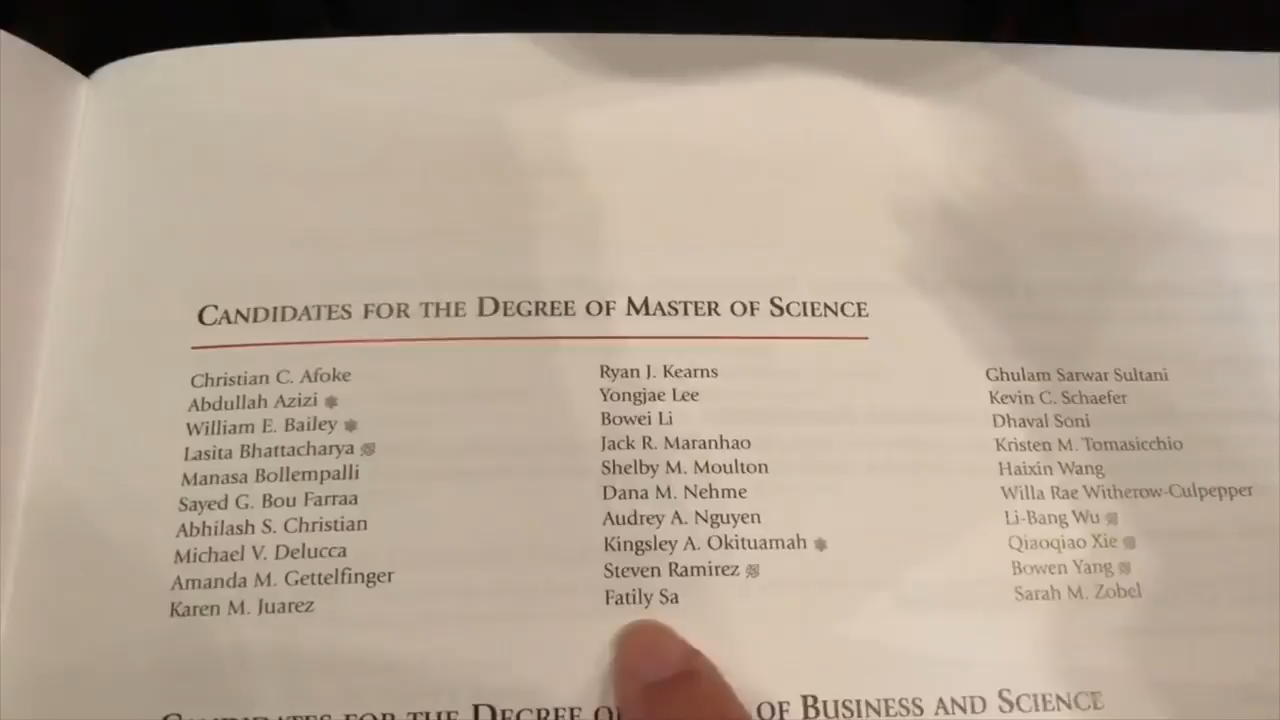 CANDIDATES FOR THE DEGREE OF MASTER OF SCIENCE
Christian C. Afoke
Abdullah Azizi
William E. Bailey
Lasita Bhattacharya
Manasa Bollempalli
Sayed G. Bou Farraa
Abhilash S. Christian
Michael V. Delucca
Amanda M. Gettelfinger
Karen M. Juarez
Ryan J. Kearns
Yongjae Lee
Bowei Li
Jack R. Maranhao
Shelby M. Moulton
Dana M. Nehme
Audrey A. Nguyen
Kingsley A. Okituamah
Steven Ramirez
Fatily Sa
Ghulam Sarwar Sultani
Kevin C. Schaefer
Dhaval Soni
Kristen M. Tomasicchio
Haixin Wang
Willa Rae Witherow-Culpepper
Li-Bang Wu
Qiaoqiao Xie
Bowen Yang
Sarah M. Zobel
CANDIDATES FOR THE DEGREE OF BUSINESS AND SCIENCE